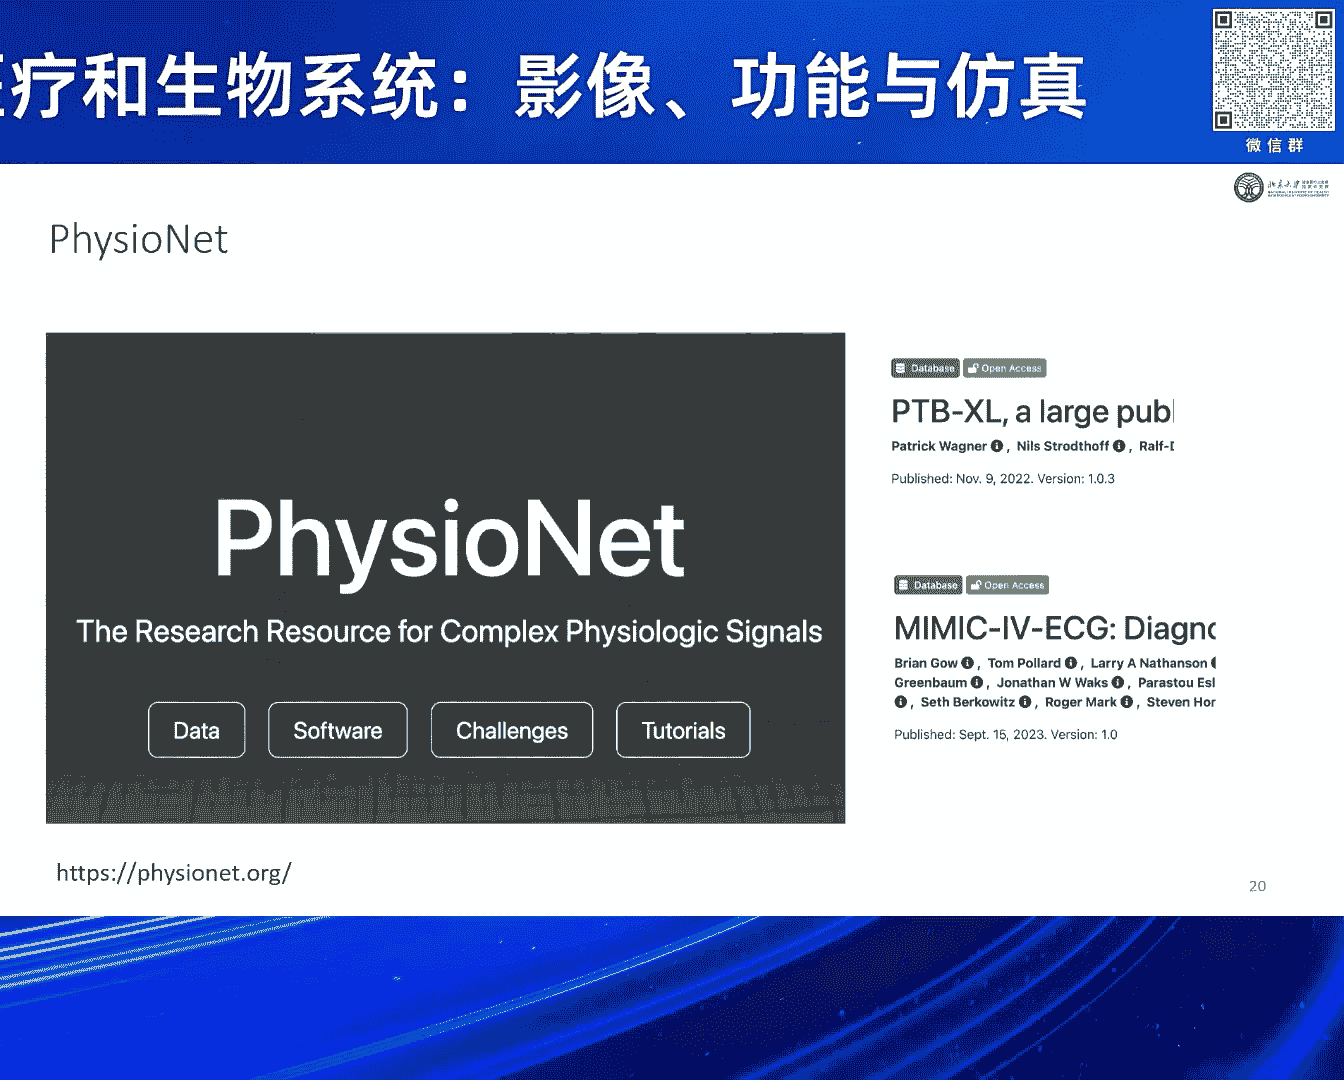 疗和生物系统：影像、功能与仿真
微信群
PhysioNet
PhysioNet
The Research Resource for Complex Physiologic Signals
Data
Software
Challenges
Tutorials
https://physionet.org/
Database
Open Access
PTB-XL, a large publ
Patrick Wagner , Nils Strodthoff , Ralf-D
Published: Nov. 9, 2022. Version: 1.0.3
Database
Open Access
MIMIC-IV-ECG: Diagno
Brian Gow , Tom Pollard , Larry A Nathanson
Greenbaum , Jonathan W Waks , Parastou Esl
, Seth Berkowitz , Roger Mark , Steven Hor
Published: Sept. 15, 2023. Version: 1.0
20